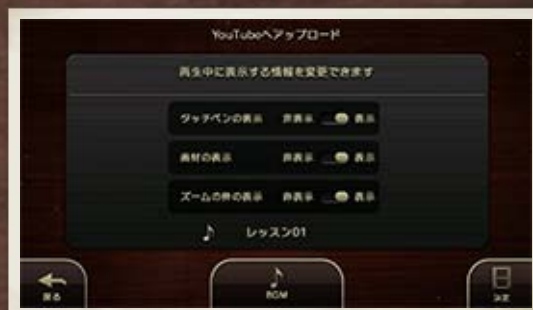 YouTubeへアップロード
再生中に表示する情報を変更できます
タッチペンの表示 非表示 表示
画材の表示 非表示 表示
ズームの枠の表示 非表示 表示
♪ レッスン01
戻る BGM 決定